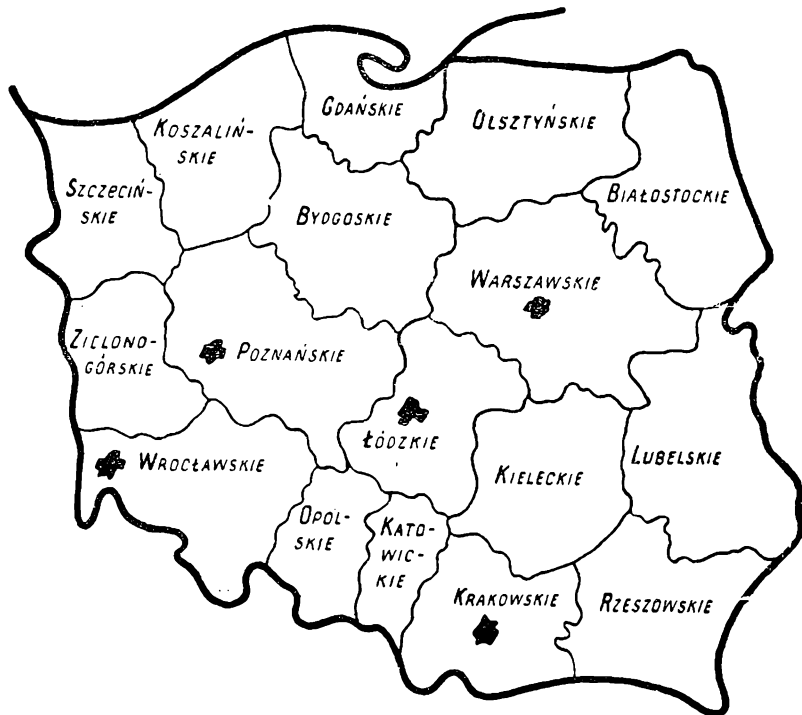 GDAŃSKIE
OLSZTYŃSKIE
KOSZALIŃ-
SKIE
SZCZECIŃ-
SKIE
BYDGOSKIE
BIAŁOSTOCKIE
WARSZAWSKIE
ZIELONO-
GÓRSKIE
POZNAŃSKIE
ŁÓDZKIE
WROCŁAWSKIE
KIELECKIE
LUBELSKIE
OPOL-
SKIE
KATO-
WIC-
KIE
KRAKOWSKIE
RZESZOWSKIE